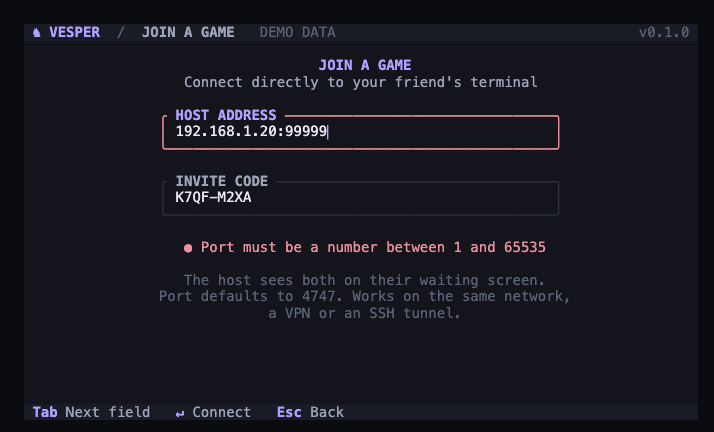 ♞ VESPER / JOIN A GAME DEMO DATA v0.1.0
JOIN A GAME
Connect directly to your friend's terminal
HOST ADDRESS
192.168.1.20:99999
INVITE CODE
K7QF-M2XA
● Port must be a number between 1 and 65535
The host sees both on their waiting screen.
Port defaults to 4747. Works on the same network,
a VPN or an SSH tunnel.
Tab Next field ↵ Connect Esc Back